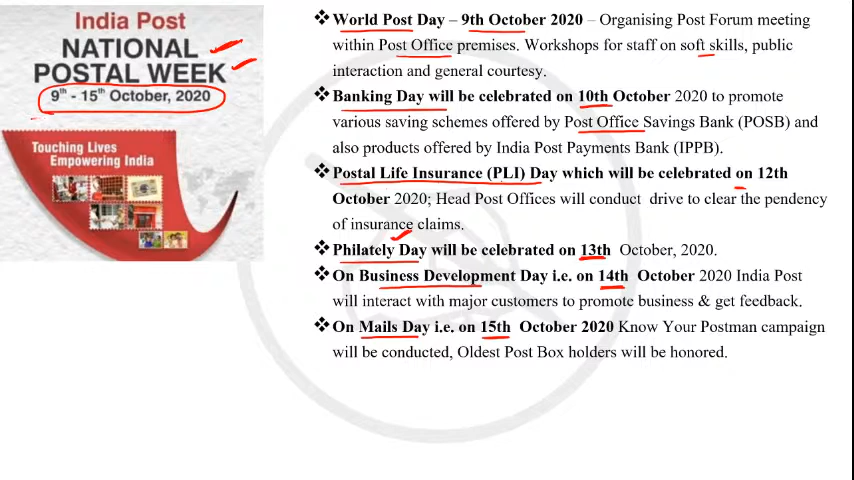 India Post
NATIONAL
POSTAL WEEK
9th - 15th October, 2020
Touching Lives
Empowering India
❖World Post Day – 9th October 2020 – Organising Post Forum meeting
within Post Office premises. Workshops for staff on soft skills, public
interaction and general courtesy.
❖Banking Day will be celebrated on 10th October 2020 to promote
various saving schemes offered by Post Office Savings Bank (POSB) and
also products offered by India Post Payments Bank (IPPB).
❖Postal Life Insurance (PLI) Day which will be celebrated on 12th
October 2020; Head Post Offices will conduct drive to clear the pendency
of insurance claims.
❖Philately Day will be celebrated on 13th October, 2020.
❖On Business Development Day i.e. on 14th October 2020 India Post
will interact with major customers to promote business & get feedback.
❖On Mails Day i.e. on 15th October 2020 Know Your Postman campaign
will be conducted, Oldest Post Box holders will be honored.